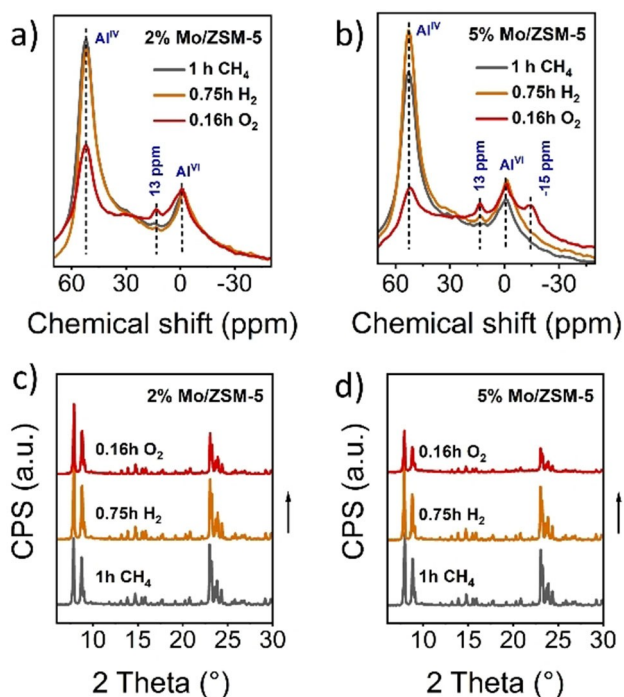 a)
2% Mo/ZSM-5
Al^IV
1 h CH₄
0.75h H₂
0.16h O₂
13 ppm
Al^VI
60 30 0 -30
Chemical shift (ppm)
b)
5% Mo/ZSM-5
Al^IV
1 h CH₄
0.75h H₂
0.16h O₂
13 ppm
Al^VI
-15 ppm
60 30 0 -30
Chemical shift (ppm)
c)
2% Mo/ZSM-5
CPS (a.u.)
0.16h O₂
0.75h H₂
1h CH₄
10 15 20 25 30
2 Theta (°)
d)
5% Mo/ZSM-5
CPS (a.u.)
0.16h O₂
0.75h H₂
1h CH₄
10 15 20 25 30
2 Theta (°)